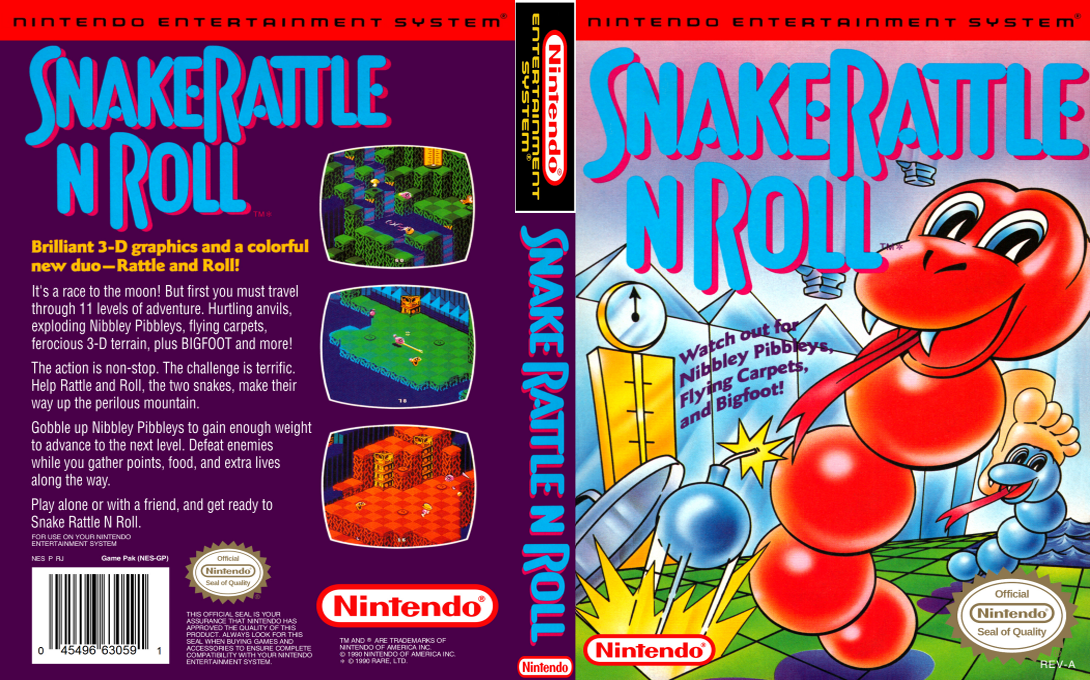 NINTENDO ENTERTAINMENT SYSTEM®
SNAKE RATTLE
N ROLL
TM※
Brilliant 3-D graphics and a colorful
new duo—Rattle and Roll!
It's a race to the moon! But first you must travel
through 11 levels of adventure. Hurtling anvils,
exploding Nibbley Pibbleys, flying carpets,
ferocious 3-D terrain, plus BIGFOOT and more!
The action is non-stop. The challenge is terrific.
Help Rattle and Roll, the two snakes, make their
way up the perilous mountain.
Gobble up Nibbley Pibbleys to gain enough weight
to advance to the next level. Defeat enemies
while you gather points, food, and extra lives
along the way.
Play alone or with a friend, and get ready to
Snake Rattle N Roll.
FOR USE ON YOUR NINTENDO
ENTERTAINMENT SYSTEM
NES P RJ
Game Pak (NES-GP)
0 45496 63059 1
Official
Nintendo
Seal of Quality
THIS OFFICIAL SEAL IS YOUR
ASSURANCE THAT NINTENDO HAS
APPROVED THE QUALITY OF THIS
PRODUCT. ALWAYS LOOK FOR THIS
SEAL WHEN BUYING GAMES AND
ACCESSORIES TO ENSURE COMPLETE
COMPATIBILITY WITH YOUR NINTENDO
ENTERTAINMENT SYSTEM.
Nintendo®
TM AND ® ARE TRADEMARKS OF
NINTENDO OF AMERICA INC.
© 1990 NINTENDO OF AMERICA INC.
※ © 1990 RARE, LTD.
Nintendo®
ENTERTAINMENT
SYSTEM®
SNAKE RATTLE N ROLL
Nintendo
NINTENDO ENTERTAINMENT SYSTEM®
SNAKE RATTLE
N ROLL
TM※
Watch out for
Nibbley Pibbleys,
Flying Carpets,
and Bigfoot!
Nintendo®
Official
Nintendo
Seal of Quality
REV-A